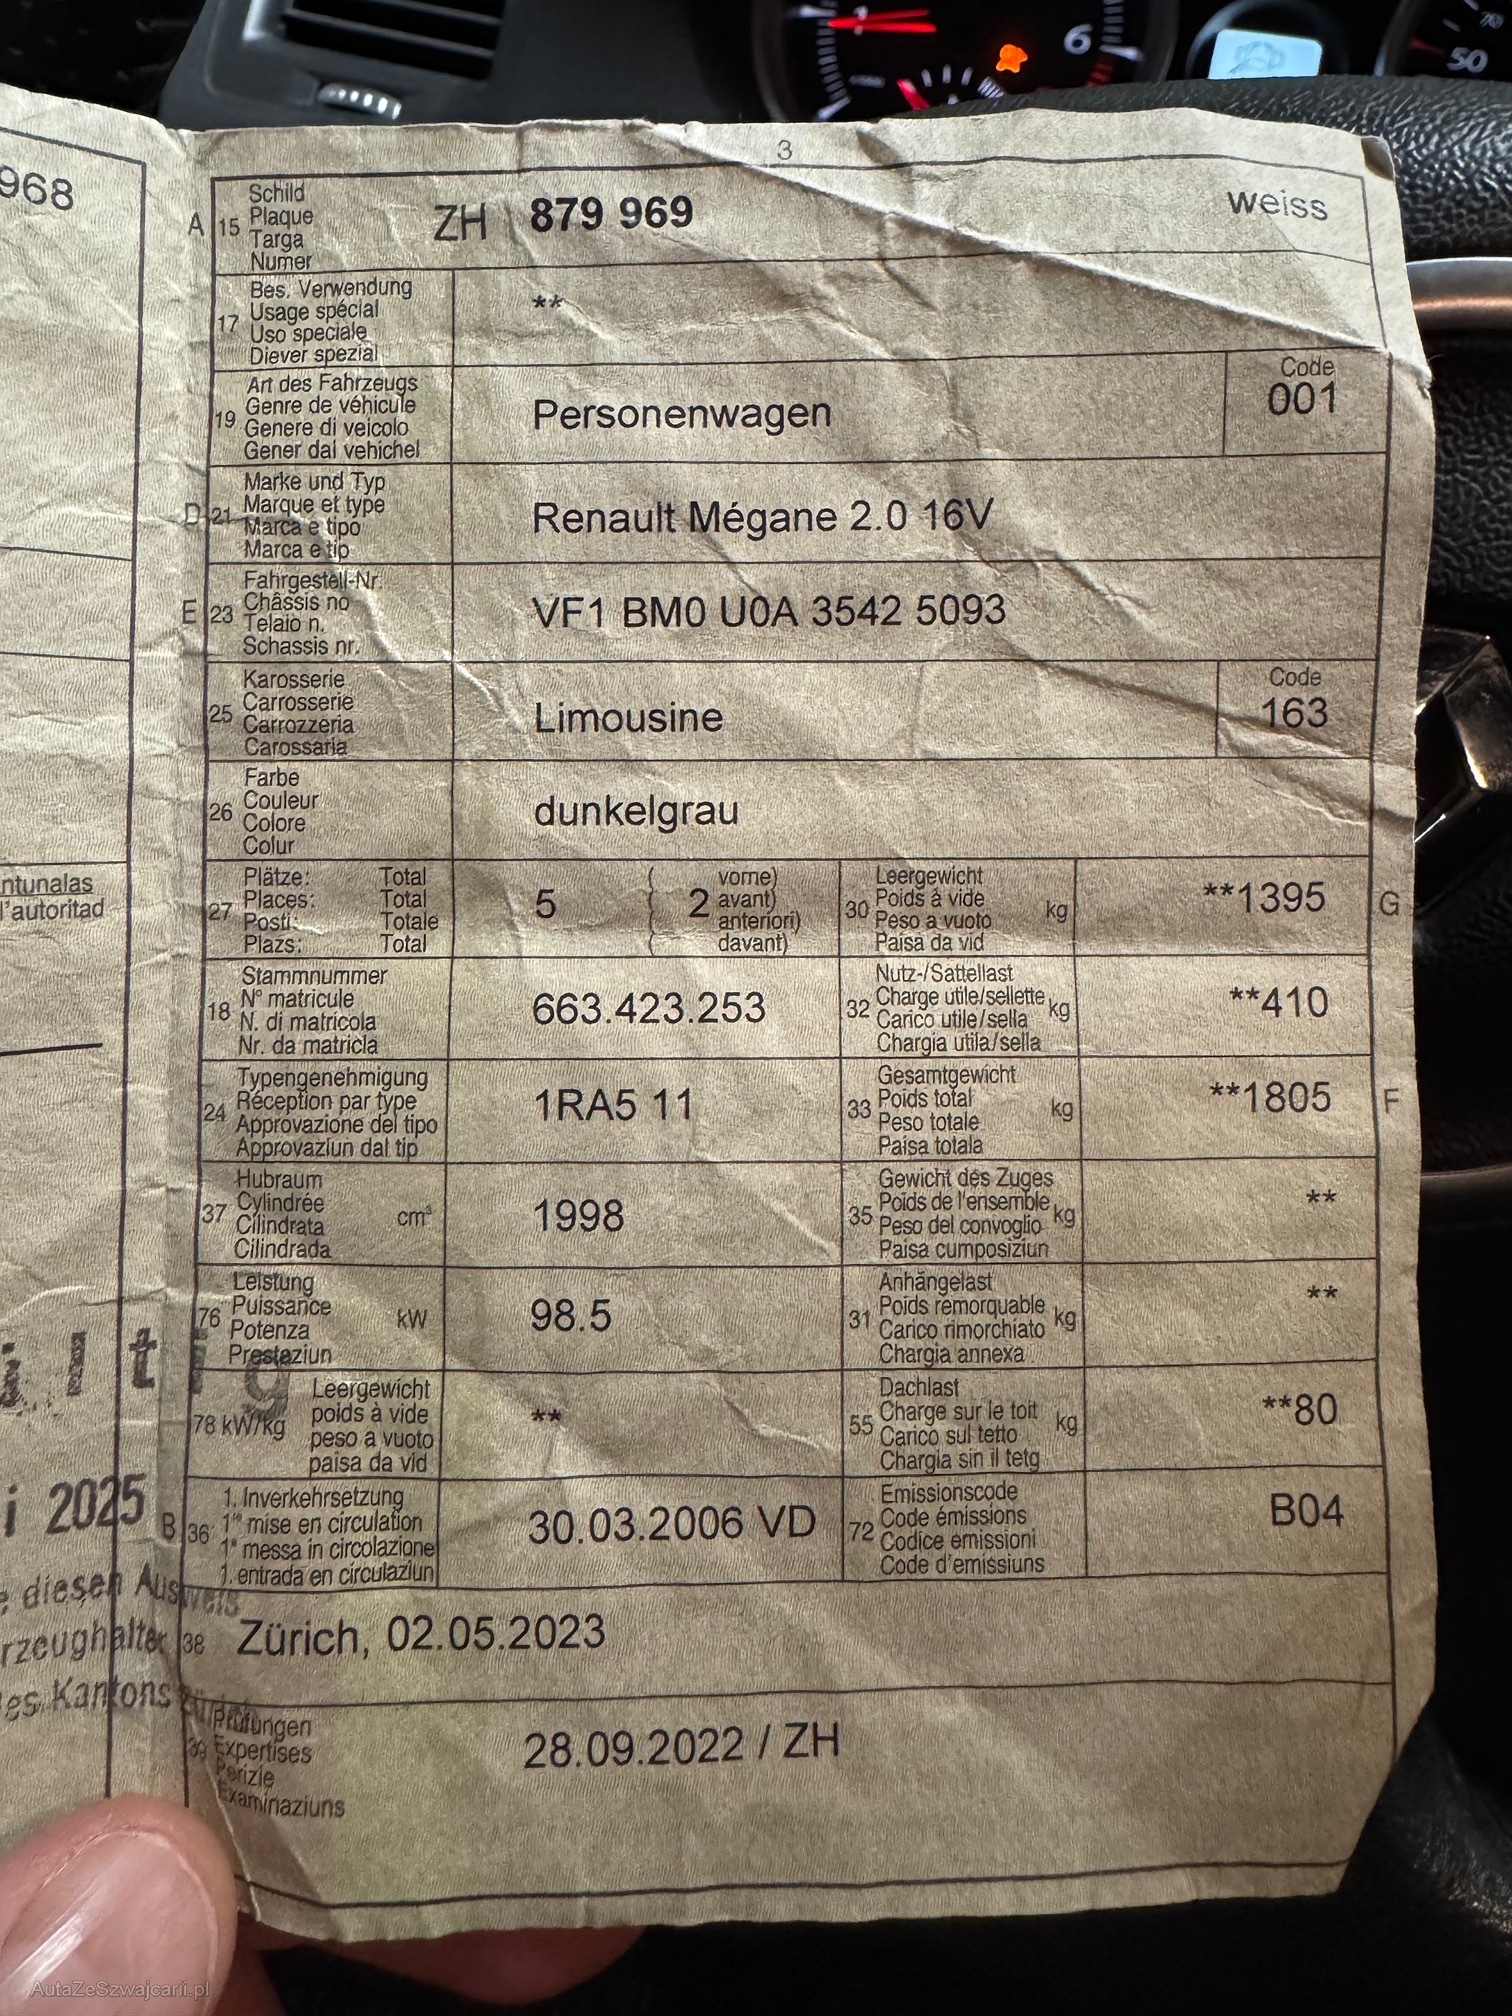 6
50
70
968
ntunalas
l'autoritad
ü l t i g
i 2025
e diesen Ausweis
rzeughalter
es Kantons Zürich
3
A 15 Schild
Plaque
Targa
Numer
ZH 879 969 weiss
17 Bes. Verwendung
Usage spécial
Uso speciale
Diever spezial
**
19 Art des Fahrzeugs
Genre de véhicule
Genere di veicolo
Gener dal vehichel
Personenwagen
Code
001
D 21 Marke und Typ
Marque et type
Marca e tipo
Marca e tip
Renault Mégane 2.0 16V
E 23 Fahrgestell-Nr.
Châssis no
Telaio n.
Schassis nr.
VF1 BM0 U0A 3542 5093
25 Karosserie
Carrosserie
Carrozzeria
Carossaria
Limousine
Code
163
26 Farbe
Couleur
Colore
Colur
dunkelgrau
27 Plätze: Total
Places: Total
Posti: Totale
Plazs: Total
5 ( 2 vorne)
( avant)
( anteriori)
( davant)
30 Leergewicht
Poids à vide
Peso a vuoto
Paisa da vid
kg
**1395 G
18 Stammnummer
N° matricule
N. di matricola
Nr. da matricla
663.423.253
32 Nutz-/Sattellast
Charge utile/sellette
Carico utile/sella
Chargia utila/sella
kg
**410
24 Typengenehmigung
Réception par type
Approvazione del tipo
Approvaziun dal tip
1RA5 11
33 Gesamtgewicht
Poids total
Peso totale
Paisa totala
kg
**1805 F
37 Hubraum
Cylindrée
Cilindrata
Cilindrada
cm³
1998
35 Gewicht des Zuges
Poids de l'ensemble
Peso del convoglio
Paisa cumposiziun
kg
**
76 Leistung
Puissance
Potenza
Prestaziun
kW
98.5
31 Anhängelast
Poids remorquable
Carico rimorchiato
Chargia annexa
kg
**
78 kW/kg Leergewicht
poids à vide
peso a vuoto
paisa da vid
**
55 Dachlast
Charge sur le toit
Carico sul tetto
Chargia sin il tetg
kg
**80
B 36 1. Inverkehrsetzung
1re mise en circulation
1a messa in circolazione
1. entrada en circulaziun
30.03.2006 VD
72 Emissionscode
Code émissions
Codice emissioni
Code d'emissiuns
B04
38 Zürich, 02.05.2023
39 Prüfungen
Expertises
Perizie
Examinaziuns
28.09.2022 / ZH
AutaZeSzwajcarii.pl